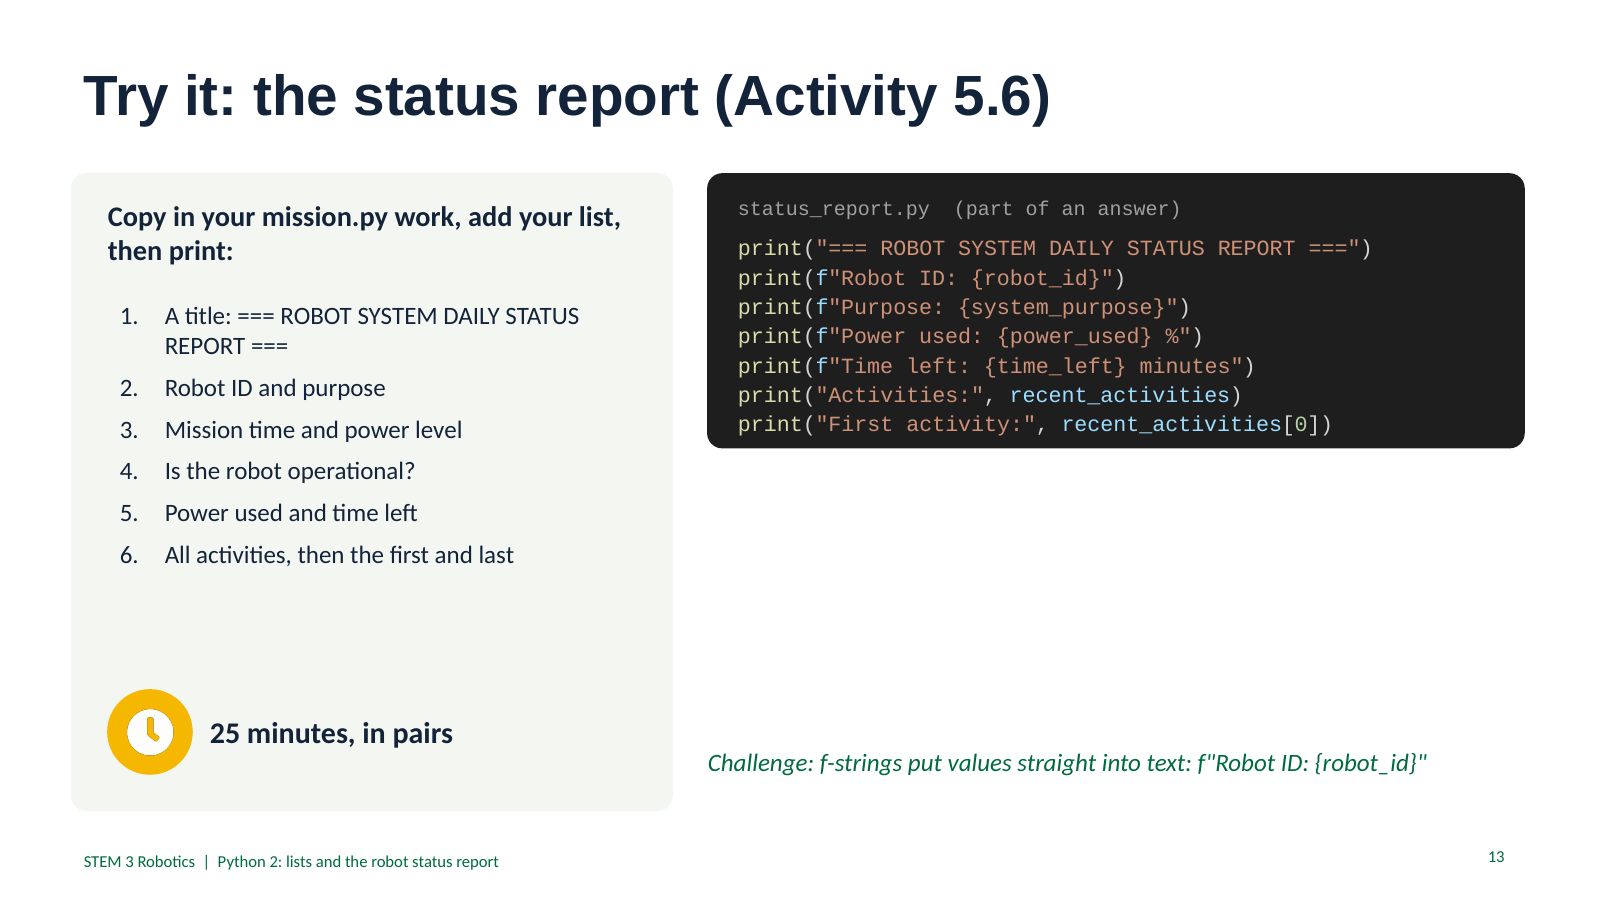 Try it: the status report (Activity 5.6)
Copy in your mission.py work, add your list,
then print:
1. A title: === ROBOT SYSTEM DAILY STATUS
REPORT ===
2. Robot ID and purpose
3. Mission time and power level
4. Is the robot operational?
5. Power used and time left
6. All activities, then the first and last
25 minutes, in pairs
status_report.py  (part of an answer)
print("=== ROBOT SYSTEM DAILY STATUS REPORT ===")
print(f"Robot ID: {robot_id}")
print(f"Purpose: {system_purpose}")
print(f"Power used: {power_used} %")
print(f"Time left: {time_left} minutes")
print("Activities:", recent_activities)
print("First activity:", recent_activities[0])
Challenge: f-strings put values straight into text: f"Robot ID: {robot_id}"
STEM 3 Robotics | Python 2: lists and the robot status report
13